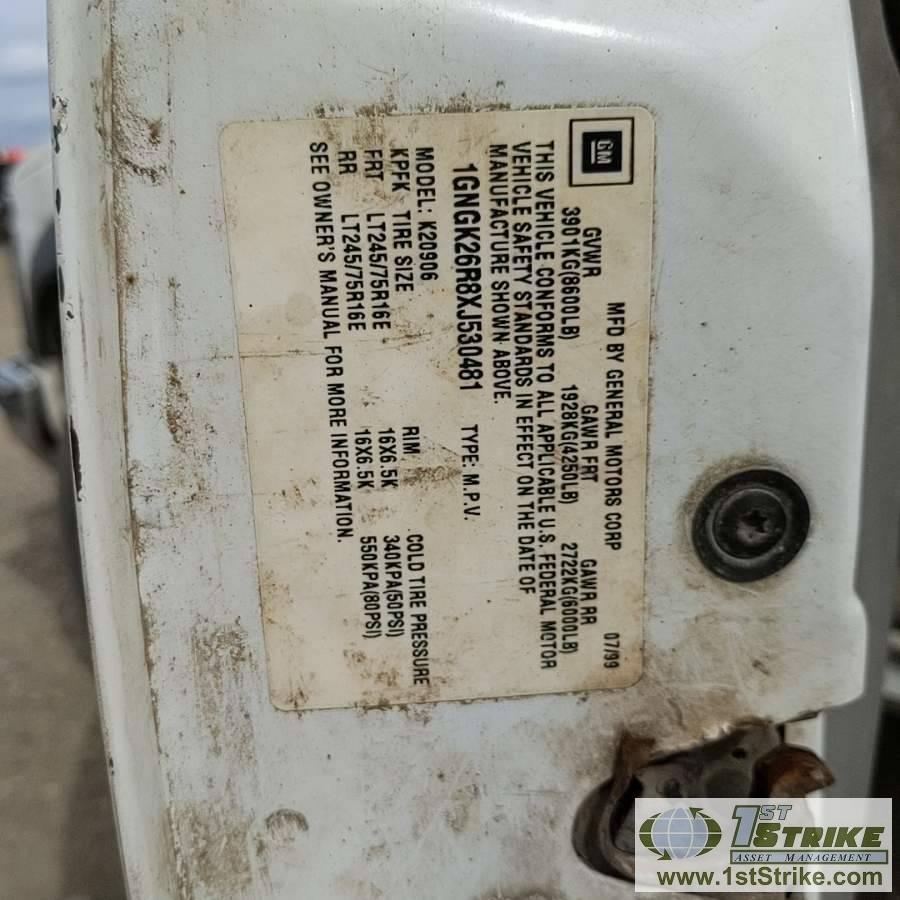 GM
MFD BY GENERAL MOTORS CORP 07/99
GVWR GAWR FRT GAWR RR
3901KG(8600LB) 1928KG(4250LB) 2722KG(6000LB)
THIS VEHICLE CONFORMS TO ALL APPLICABLE U.S. FEDERAL MOTOR
VEHICLE SAFETY STANDARDS IN EFFECT ON THE DATE OF
MANUFACTURE SHOWN ABOVE.
1GNGK26R8XJ530481 TYPE: M.P.V.
MODEL: K20906
KPFK TIRE SIZE RIM COLD TIRE PRESSURE
FRT LT245/75R16E 16X6.5K 340KPA(50PSI)
RR LT245/75R16E 16X6.5K 550KPA(80PSI)
SEE OWNER'S MANUAL FOR MORE INFORMATION.
1ST STRIKE
ASSET MANAGEMENT
www.1stStrike.com